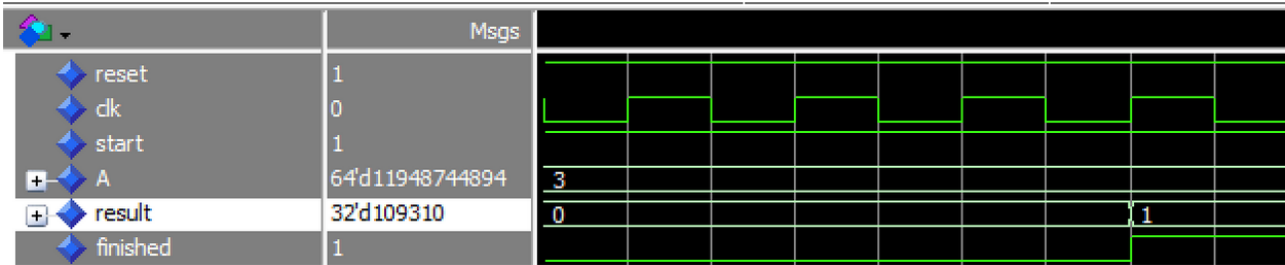 Msgs
reset 1
clk 0
start 1
A 64'd11948744894 3
result 32'd109310 0 1
finished 1